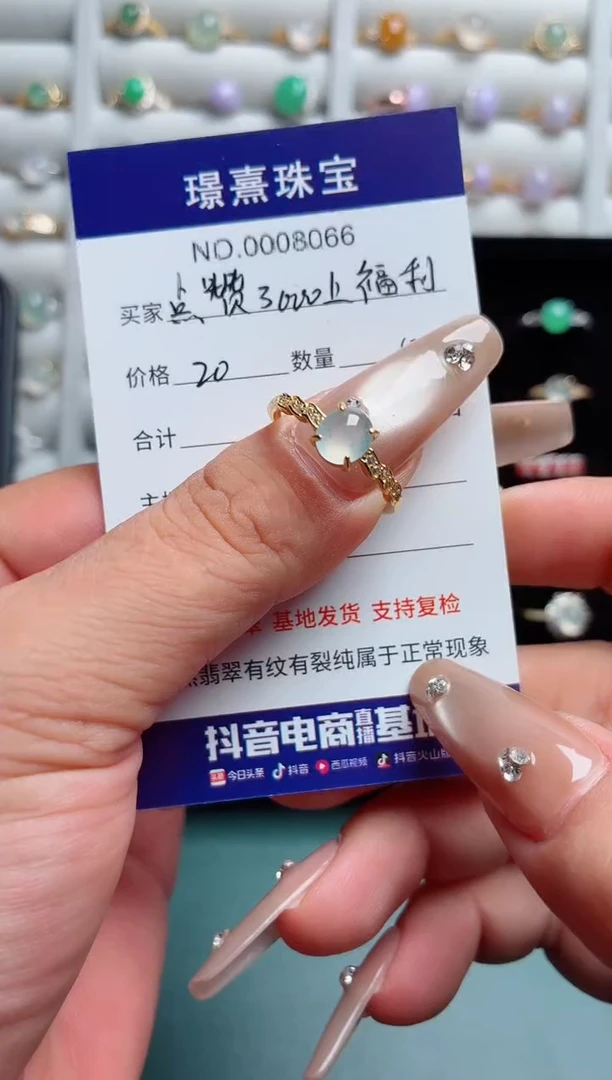 璟熹珠宝
NO.0008066
买家 点赞3000上福利
价格 20 数量
合计
基地发货 支持复检
翡翠有纹有裂纯属于正常现象
抖音电商直播基
今日头条 抖音 西瓜视频 抖音火山版